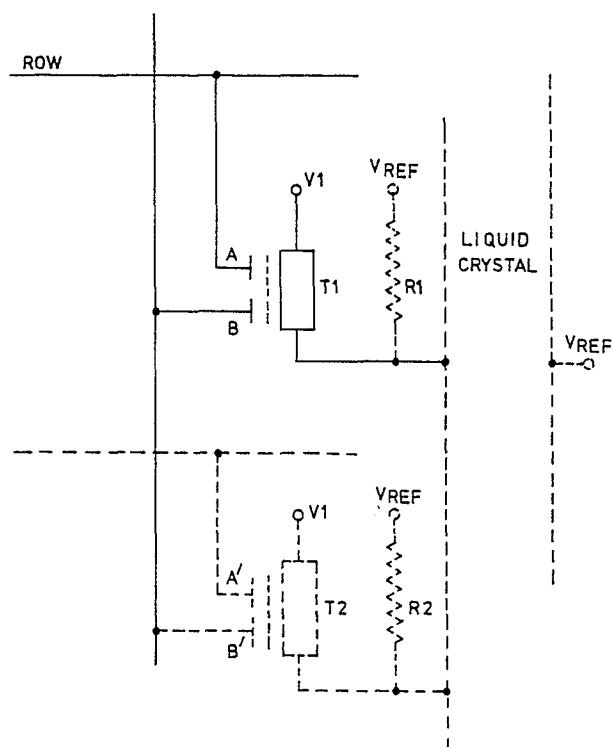 ROW
V1
VREF
LIQUID
CRYSTAL
A
T1
R1
B
VREF
V1
VREF
A'
T2
R2
B'